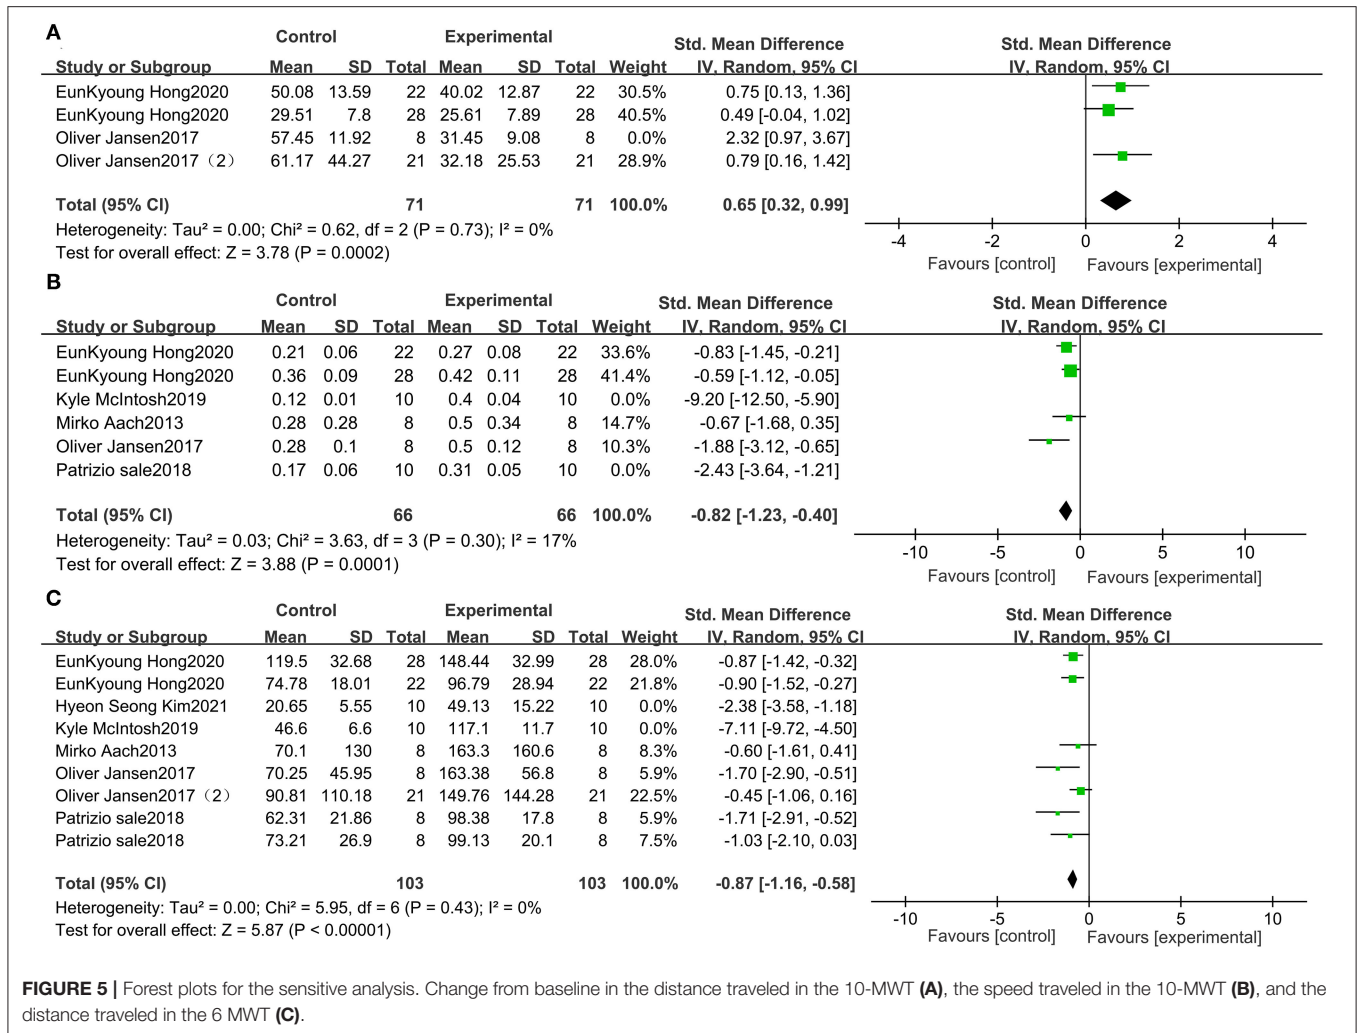 A
Control Experimental Std. Mean Difference Std. Mean Difference
Study or Subgroup Mean SD Total Mean SD Total Weight IV, Random, 95% CI IV, Random, 95% CI
EunKyoung Hong2020 50.08 13.59 22 40.02 12.87 22 30.5% 0.75 [0.13, 1.36]
EunKyoung Hong2020 29.51 7.8 28 25.61 7.89 28 40.5% 0.49 [-0.04, 1.02]
Oliver Jansen2017 57.45 11.92 8 31.45 9.08 8 0.0% 2.32 [0.97, 3.67]
Oliver Jansen2017（2） 61.17 44.27 21 32.18 25.53 21 28.9% 0.79 [0.16, 1.42]
Total (95% CI) 71 71 100.0% 0.65 [0.32, 0.99]
Heterogeneity: Tau² = 0.00; Chi² = 0.62, df = 2 (P = 0.73); I² = 0%
Test for overall effect: Z = 3.78 (P = 0.0002)
-4 -2 0 2 4
Favours [control] Favours [experimental]
B
Control Experimental Std. Mean Difference Std. Mean Difference
Study or Subgroup Mean SD Total Mean SD Total Weight IV, Random, 95% CI IV, Random, 95% CI
EunKyoung Hong2020 0.21 0.06 22 0.27 0.08 22 33.6% -0.83 [-1.45, -0.21]
EunKyoung Hong2020 0.36 0.09 28 0.42 0.11 28 41.4% -0.59 [-1.12, -0.05]
Kyle McIntosh2019 0.12 0.01 10 0.4 0.04 10 0.0% -9.20 [-12.50, -5.90]
Mirko Aach2013 0.28 0.28 8 0.5 0.34 8 14.7% -0.67 [-1.68, 0.35]
Oliver Jansen2017 0.28 0.1 8 0.5 0.12 8 10.3% -1.88 [-3.12, -0.65]
Patrizio sale2018 0.17 0.06 10 0.31 0.05 10 0.0% -2.43 [-3.64, -1.21]
Total (95% CI) 66 66 100.0% -0.82 [-1.23, -0.40]
Heterogeneity: Tau² = 0.03; Chi² = 3.63, df = 3 (P = 0.30); I² = 17%
Test for overall effect: Z = 3.88 (P = 0.0001)
-10 -5 0 5 10
Favours [control] Favours [experimental]
C
Control Experimental Std. Mean Difference Std. Mean Difference
Study or Subgroup Mean SD Total Mean SD Total Weight IV, Random, 95% CI IV, Random, 95% CI
EunKyoung Hong2020 119.5 32.68 28 148.44 32.99 28 28.0% -0.87 [-1.42, -0.32]
EunKyoung Hong2020 74.78 18.01 22 96.79 28.94 22 21.8% -0.90 [-1.52, -0.27]
Hyeon Seong Kim2021 20.65 5.55 10 49.13 15.22 10 0.0% -2.38 [-3.58, -1.18]
Kyle McIntosh2019 46.6 6.6 10 117.1 11.7 10 0.0% -7.11 [-9.72, -4.50]
Mirko Aach2013 70.1 130 8 163.3 160.6 8 8.3% -0.60 [-1.61, 0.41]
Oliver Jansen2017 70.25 45.95 8 163.38 56.8 8 5.9% -1.70 [-2.90, -0.51]
Oliver Jansen2017（2） 90.81 110.18 21 149.76 144.28 21 22.5% -0.45 [-1.06, 0.16]
Patrizio sale2018 62.31 21.86 8 98.38 17.8 8 5.9% -1.71 [-2.91, -0.52]
Patrizio sale2018 73.21 26.9 8 99.13 20.1 8 7.5% -1.03 [-2.10, 0.03]
Total (95% CI) 103 103 100.0% -0.87 [-1.16, -0.58]
Heterogeneity: Tau² = 0.00; Chi² = 5.95, df = 6 (P = 0.43); I² = 0%
Test for overall effect: Z = 5.87 (P < 0.00001)
-10 -5 0 5 10
Favours [control] Favours [experimental]
FIGURE 5 | Forest plots for the sensitive analysis. Change from baseline in the distance traveled in the 10-MWT (A), the speed traveled in the 10-MWT (B), and the
distance traveled in the 6 MWT (C).